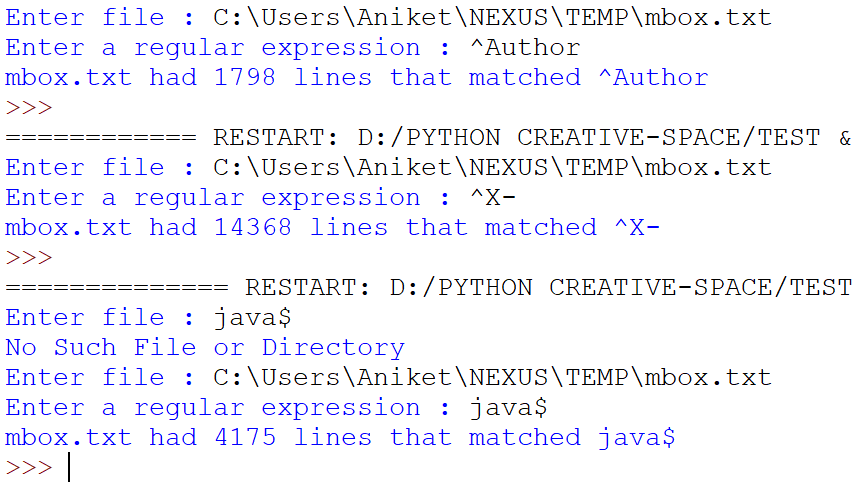 Enter file : C:\Users\Aniket\NEXUS\TEMP\mbox.txt
Enter a regular expression : ^Author
mbox.txt had 1798 lines that matched ^Author
>>>
============ RESTART: D:/PYTHON CREATIVE-SPACE/TEST &
Enter file : C:\Users\Aniket\NEXUS\TEMP\mbox.txt
Enter a regular expression : ^X-
mbox.txt had 14368 lines that matched ^X-
>>>
============== RESTART: D:/PYTHON CREATIVE-SPACE/TEST
Enter file : java$
No Such File or Directory
Enter file : C:\Users\Aniket\NEXUS\TEMP\mbox.txt
Enter a regular expression : java$
mbox.txt had 4175 lines that matched java$
>>>